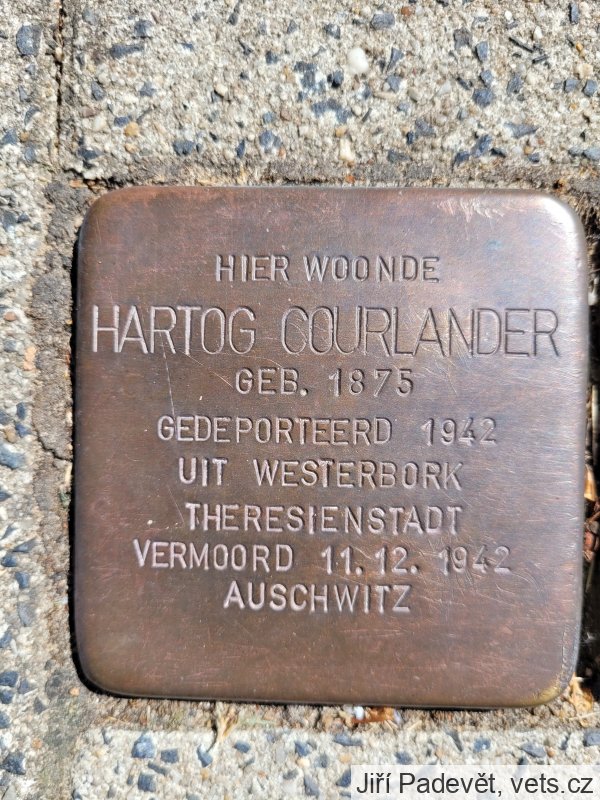 HIER WOONDE
HARTOG COURLANDER
GEB. 1875
GEDEPORTEERD 1942
UIT WESTERBORK
THERESIENSTADT
VERMOORD 11.12.1942
AUSCHWITZ
Jiří Padevět, vets.cz